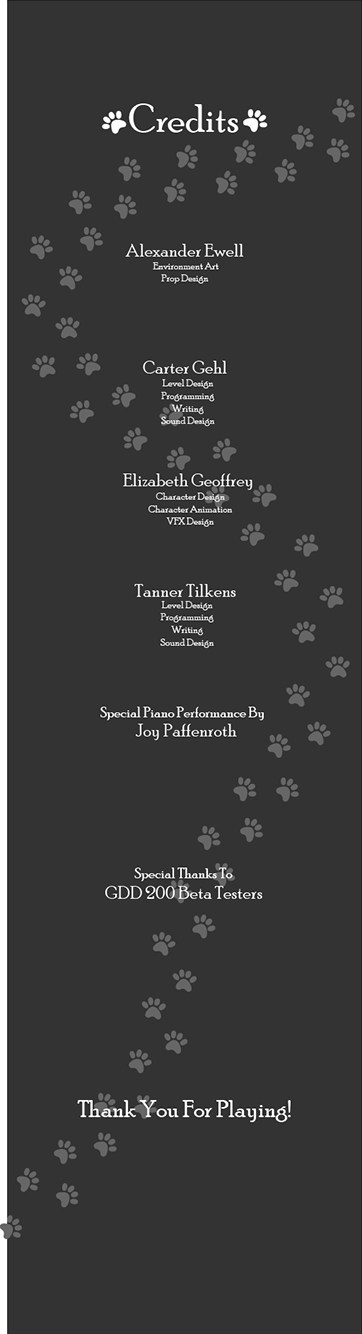 Credits
Alexander Ewell
Environment Art
Prop Design
Carter Gehl
Level Design
Programming
Writing
Sound Design
Elizabeth Geoffrey
Character Design
Character Animation
VFX Design
Tanner Tilkens
Level Design
Programming
Writing
Sound Design
Special Piano Performance By
Joy Paffenroth
Special Thanks To
GDD 200 Beta Testers
Thank You For Playing!